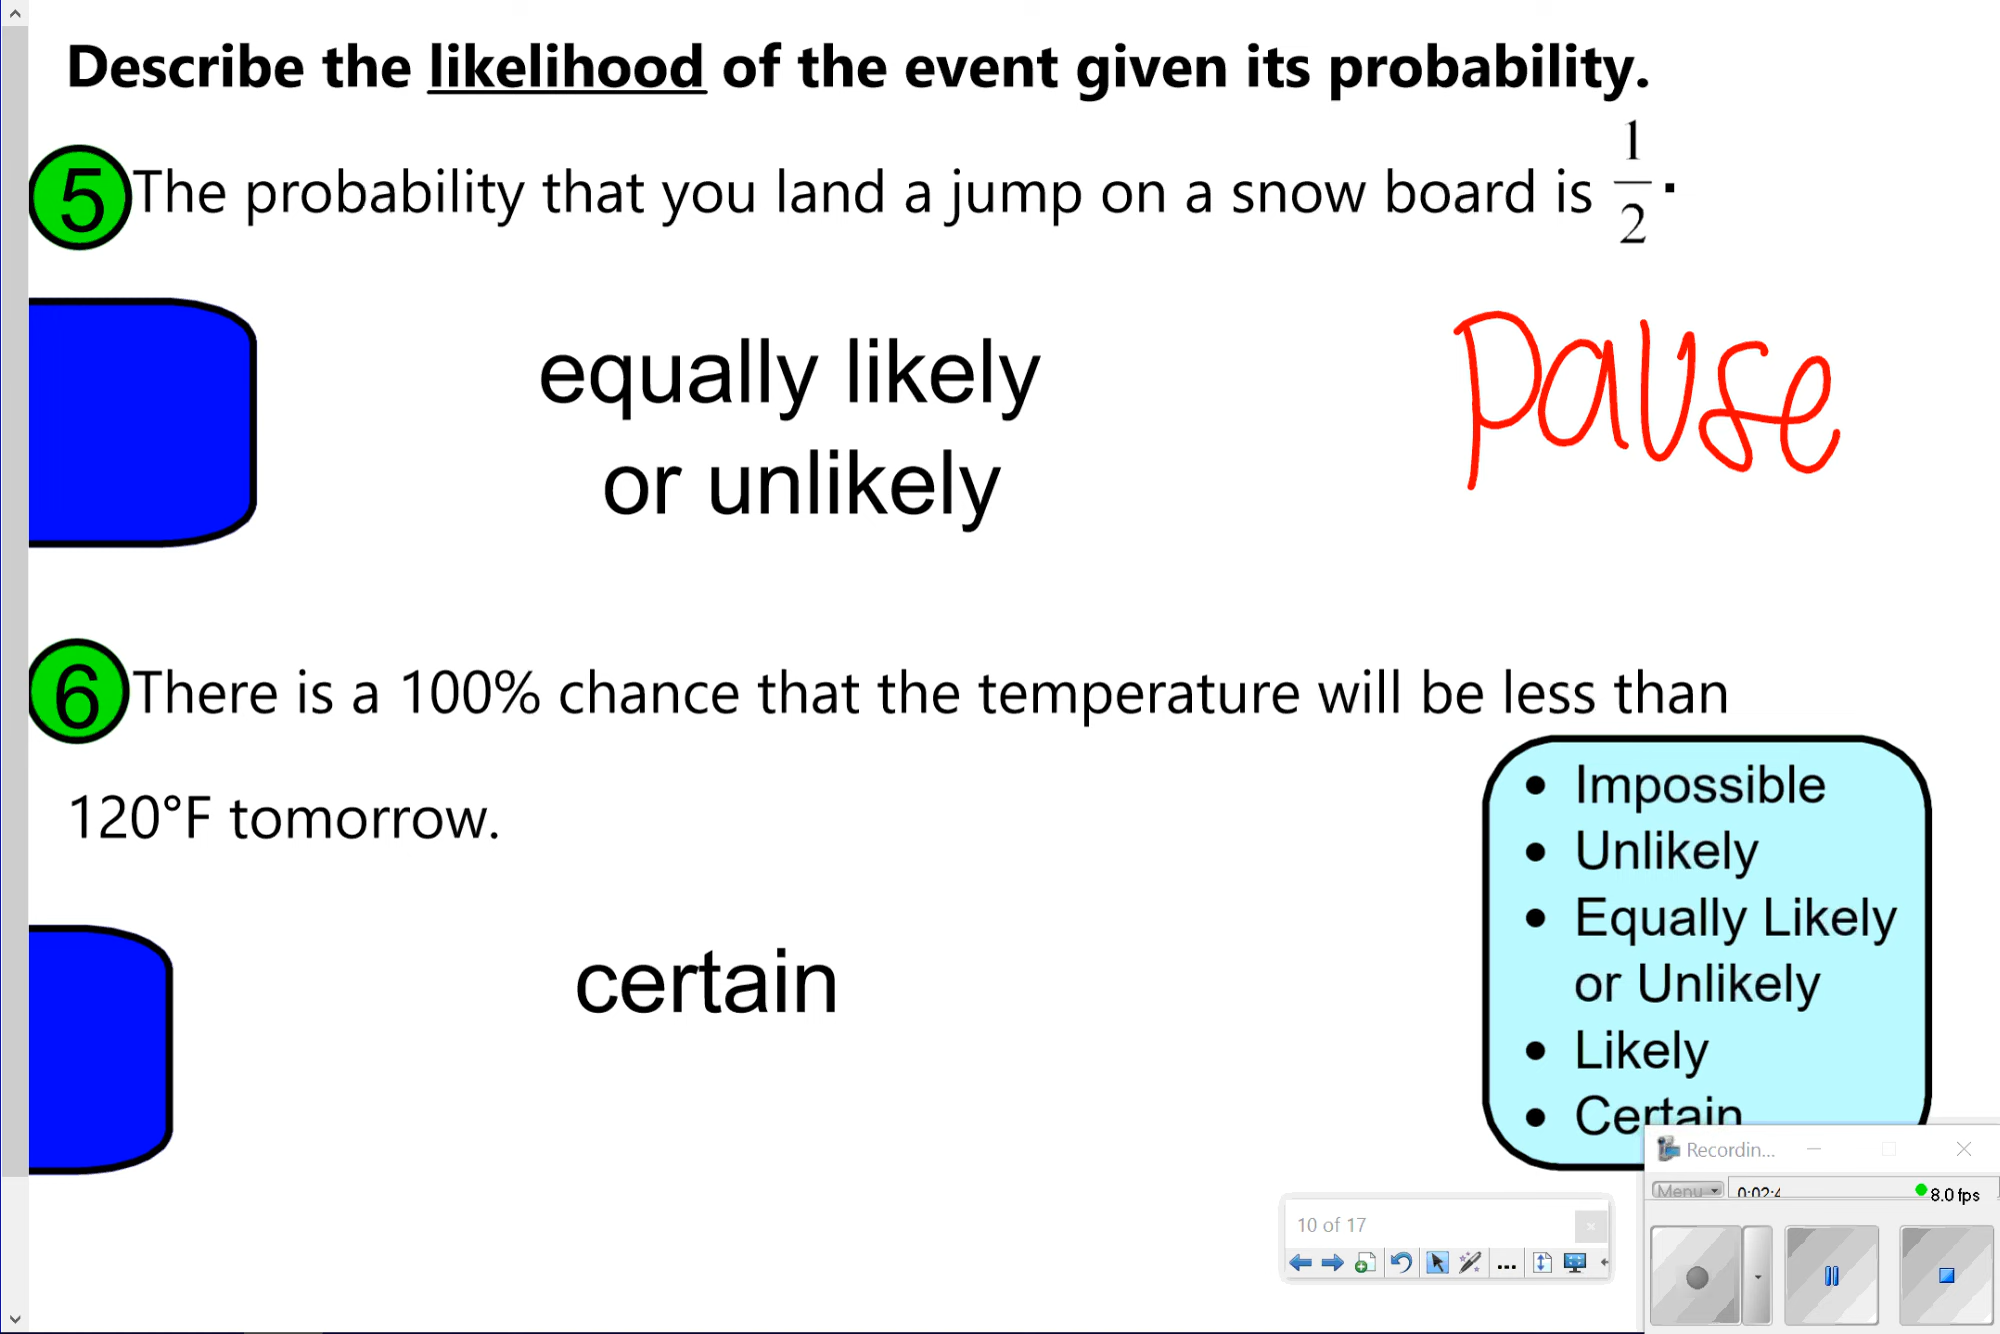 Describe the likelihood of the event given its probability.
5 The probability that you land a jump on a snow board is 1/2.
equally likely
or unlikely
pause
6 There is a 100% chance that the temperature will be less than
120°F tomorrow.
certain
• Impossible
• Unlikely
• Equally Likely
or Unlikely
• Likely
• Certain
Recordin...
Menu
0:02:4
8.0 fps
10 of 17